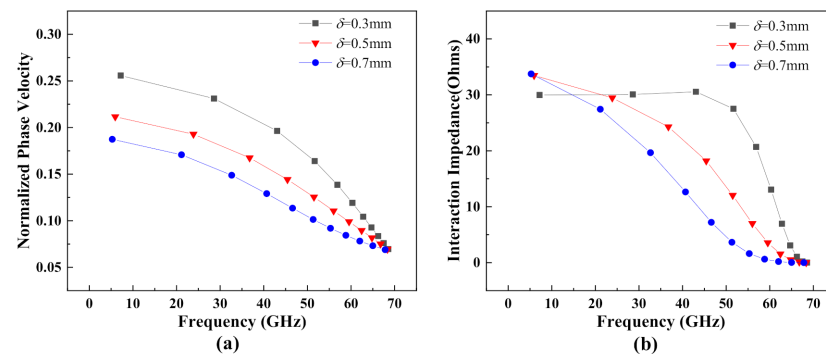 δ=0.3mm
δ=0.5mm
δ=0.7mm
0.30
0.25
0.20
0.15
0.10
0.05
Normalized Phase Velocity
0 10 20 30 40 50 60 70 80
Frequency (GHz)
(a)
δ=0.3mm
δ=0.5mm
δ=0.7mm
40
30
20
10
0
Interaction Impedance(Ohms)
0 10 20 30 40 50 60 70 80
Frequency (GHz)
(b)